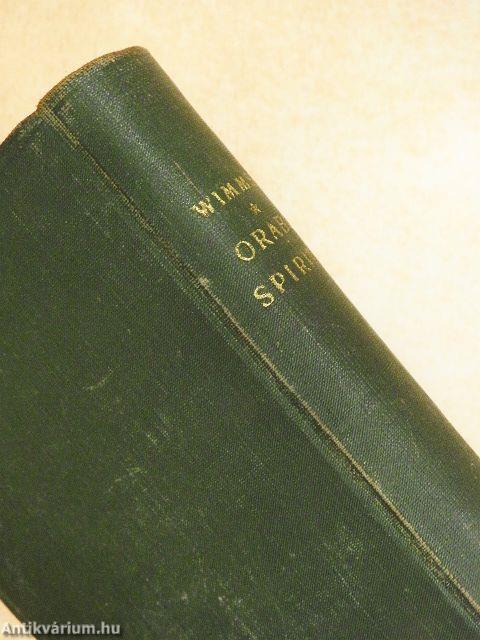 WIMM
*
ORAB
SPIRI
Antikvárium.hu